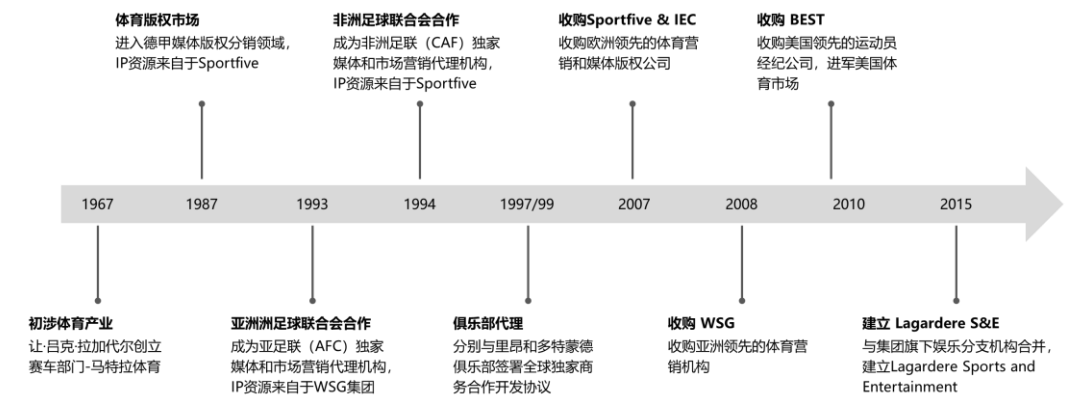 体育版权市场
进入德甲媒体版权分销领域，
IP资源来自于Sportfive
非洲足球联合会合作
成为非洲足联（CAF）独家
媒体和市场营销代理机构，
IP资源来自于Sportfive
收购Sportfive & IEC
收购欧洲领先的体育营
销和媒体版权公司
收购 BEST
收购美国领先的运动员
经纪公司，进军美国体
育市场
1967
1987
1993
1994
1997/99
2007
2008
2010
2015
初涉体育产业
让·吕克·拉加代尔创立
赛车部门-马特拉体育
亚洲洲足球联合会合作
成为亚足联（AFC）独家
媒体和市场营销代理机构，
IP资源来自于WSG集团
俱乐部代理
分别与里昂和多特蒙德
俱乐部签署全球独家商
务合作开发协议
收购 WSG
收购亚洲领先的体育营
销机构
建立 Lagardere S&E
与集团旗下娱乐分支机构合并，
建立Lagardere Sports and
Entertainment